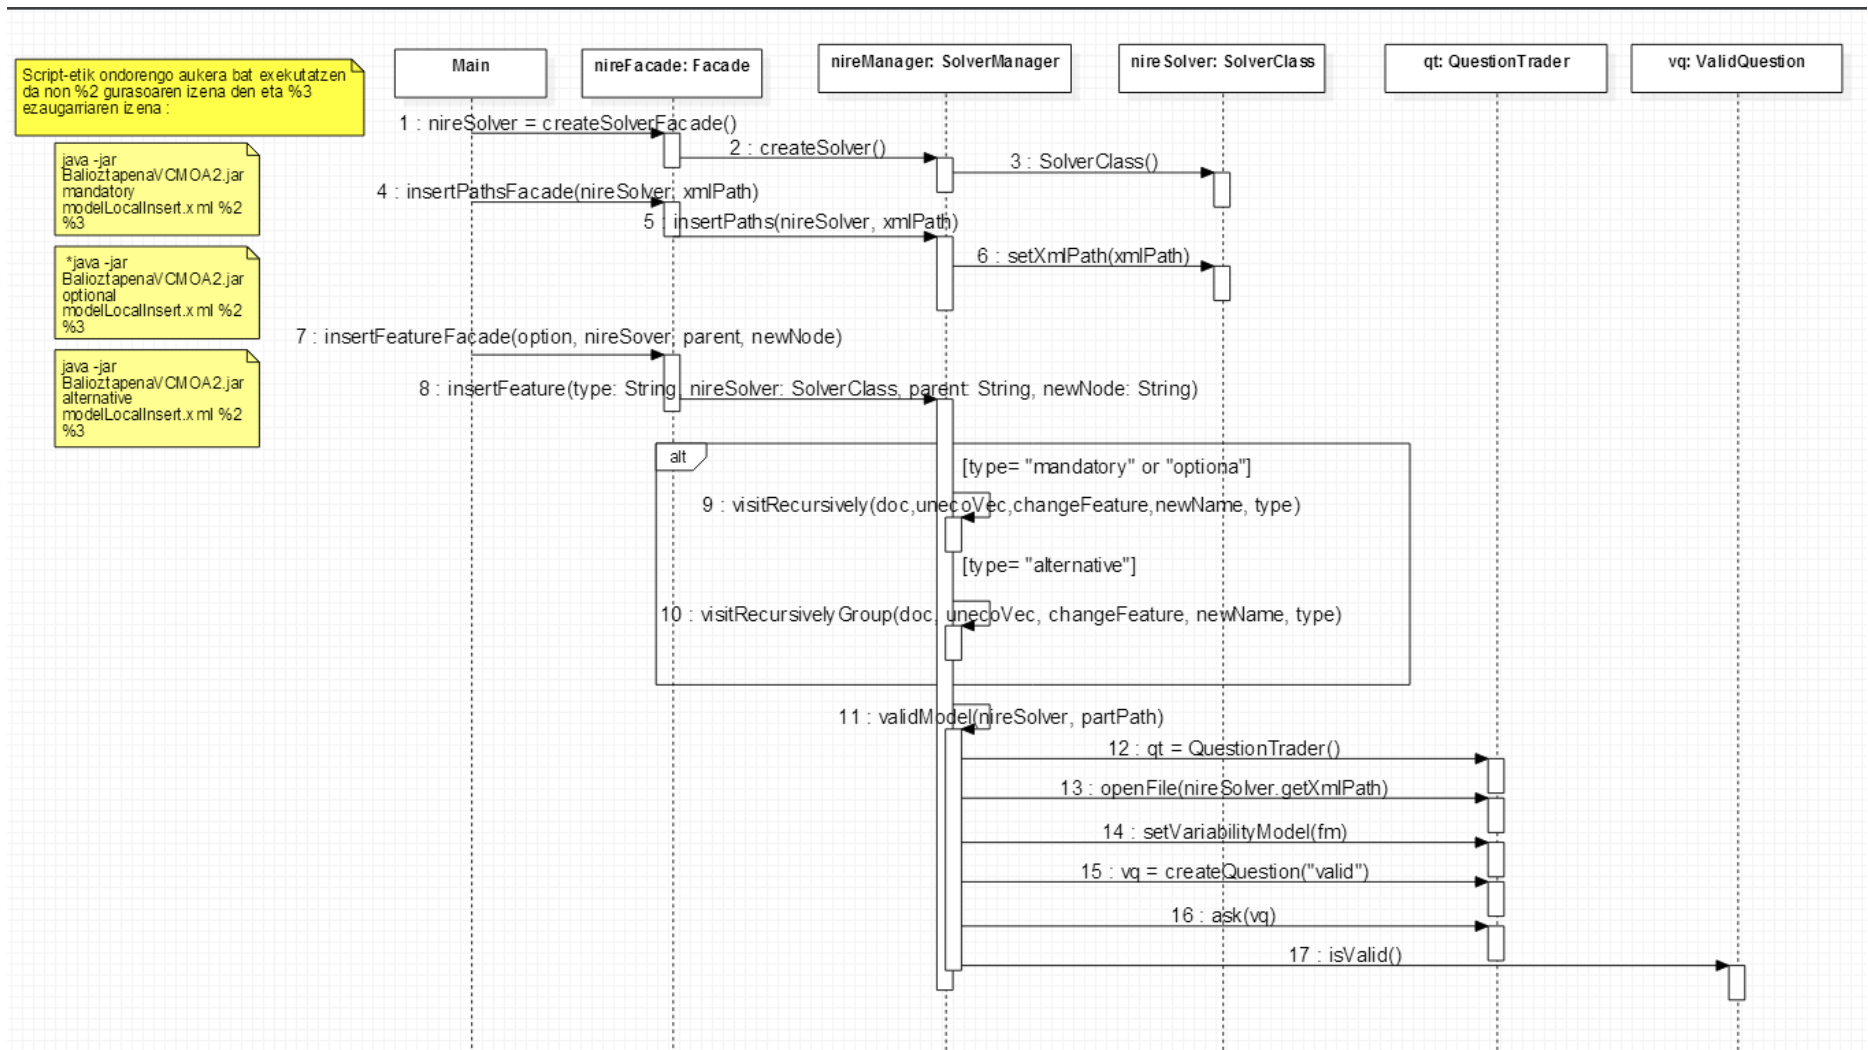 Script-etik ondorengo aukera bat exekutatzen
da non %2 gurasoaren izena den eta %3
ezaugarriaren izena :
java -jar
BalioztapenaVCMOA2.jar
mandatory
modelLocalInsert.xml %2
%3
*java -jar
BalioztapenaVCMOA2.jar
optional
modelLocalInsert.xml %2
%3
java -jar
BalioztapenaVCMOA2.jar
alternative
modelLocalInsert.xml %2
%3
Main
nireFacade: Facade
nireManager: SolverManager
nireSolver: SolverClass
qt: QuestionTrader
vq: ValidQuestion
1 : nireSolver = createSolverFacade()
2 : createSolver()
3 : SolverClass()
4 : insertPathsFacade(nireSolver, xmlPath)
5 : insertPaths(nireSolver, xmlPath)
6 : setXmlPath(xmlPath)
7 : insertFeatureFacade(option, nireSover, parent, newNode)
8 : insertFeature(type: String, nireSolver: SolverClass, parent: String, newNode: String)
alt
[type= "mandatory" or "optiona"]
9 : visitRecursively(doc,unecoVec,changeFeature,newName, type)
[type= "alternative"]
10 : visitRecursivelyGroup(doc, unecoVec, changeFeature, newName, type)
11 : validModel(nireSolver, partPath)
12 : qt = QuestionTrader()
13 : openFile(nireSolver.getXmlPath)
14 : setVariabilityModel(fm)
15 : vq = createQuestion("valid")
16 : ask(vq)
17 : isValid()